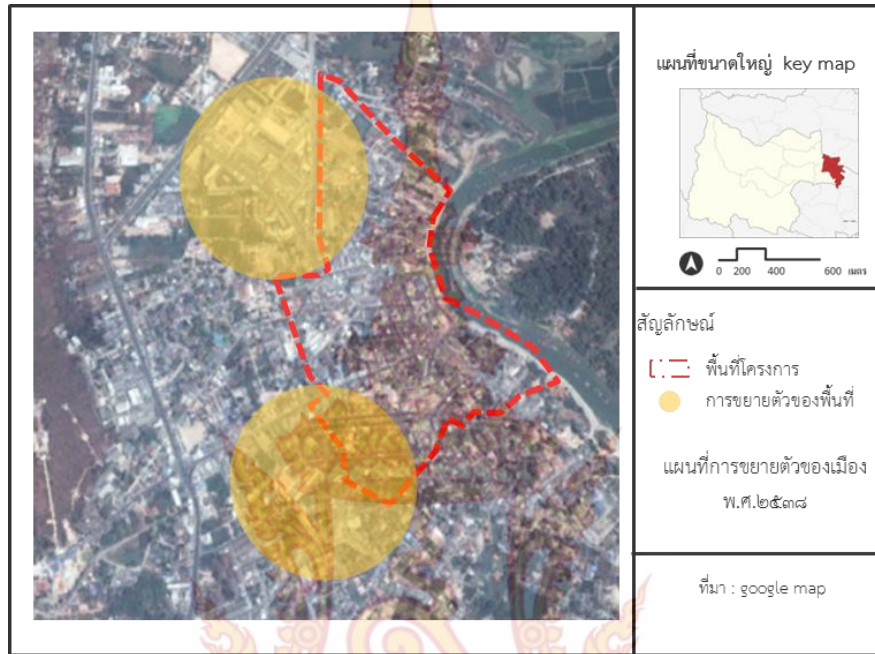 แผนที่ขนาดใหญ่ key map
0 200 400 600 เมตร
สัญลักษณ์
พื้นที่โครงการ
การขยายตัวของพื้นที่
แผนที่การขยายตัวของเมือง
พ.ศ.๒๕๓๘
ที่มา : google map